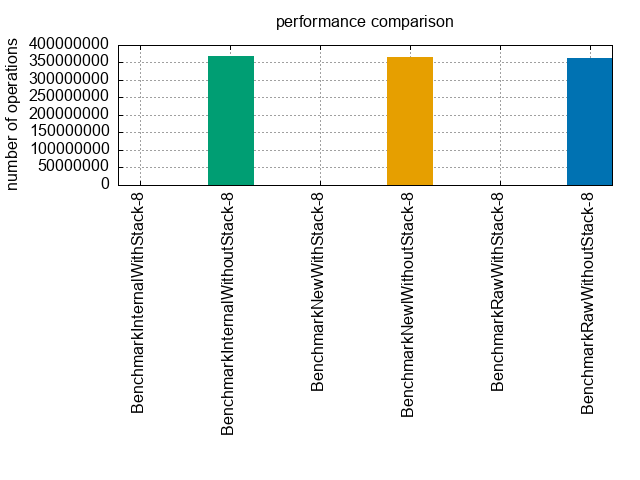 performance comparison
number of operations
400000000
350000000
300000000
250000000
200000000
150000000
100000000
50000000
0
BenchmarkInternalWithStack-8
BenchmarkInternalWithoutStack-8
BenchmarkNewWithStack-8
BenchmarkNewlWithoutStack-8
BenchmarkRawWithStack-8
BenchmarkRawWithoutStack-8